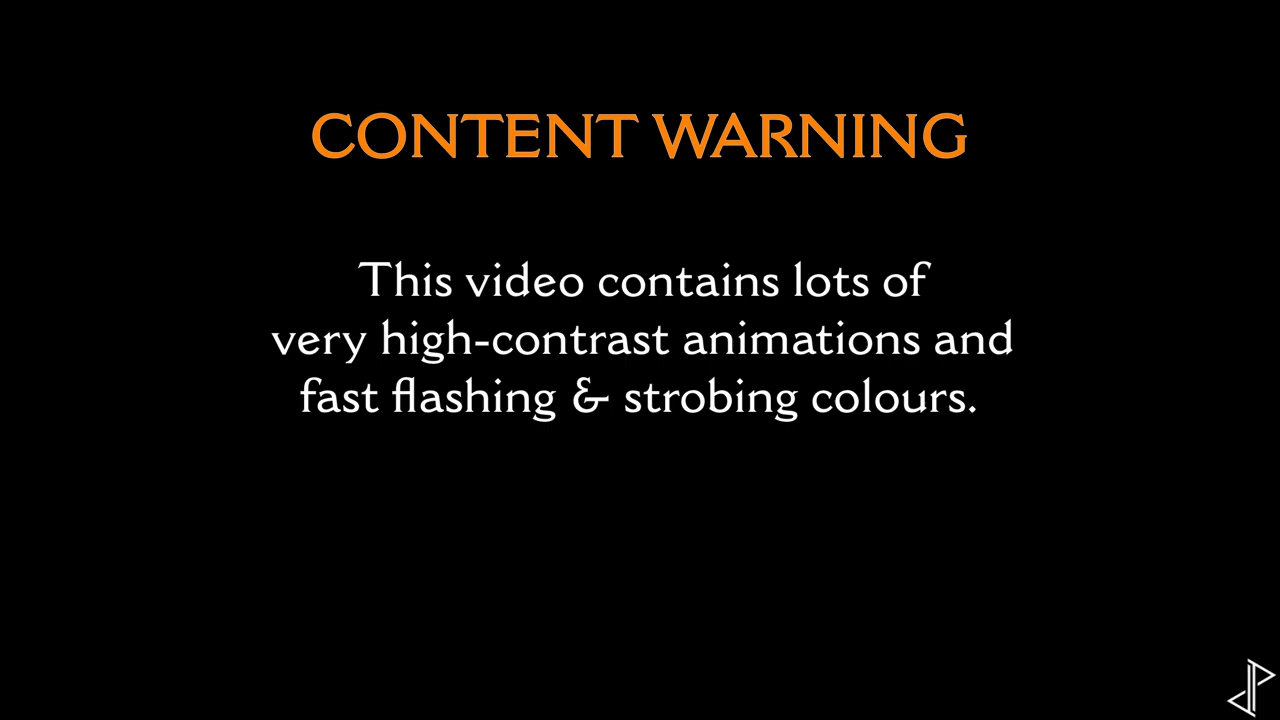 CONTENT WARNING
This video contains lots of
very high-contrast animations and
fast flashing & strobing colours.